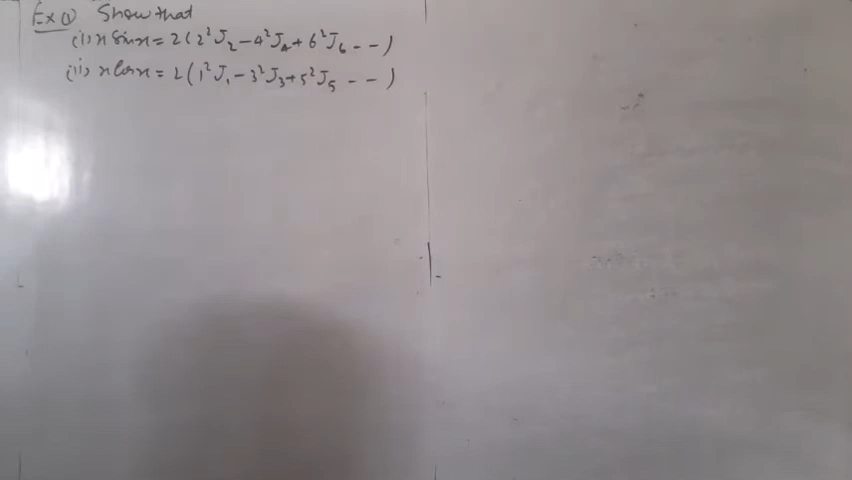 Ex ① Show that
(i) x sin x = 2(2²J₂ - 4²J₄ + 6²J₆ - - -)
(ii) x cos x = 2(1²J₁ - 3²J₃ + 5²J₅ - - -)